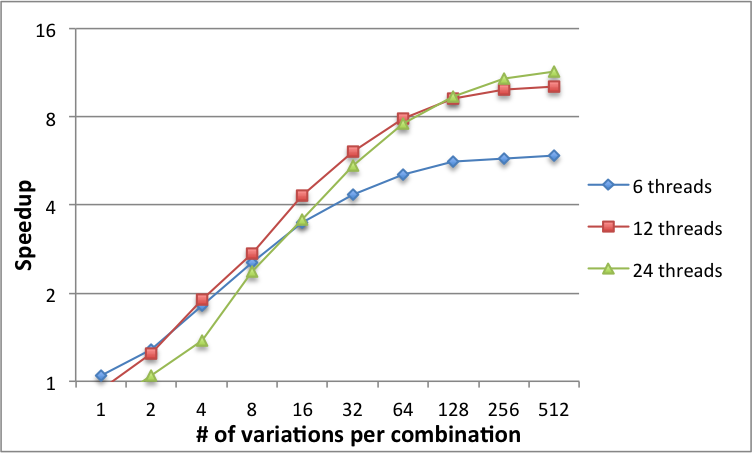 16
8
4
2
1
Speedup
1 2 4 8 16 32 64 128 256 512
# of variations per combination
6 threads
12 threads
24 threads